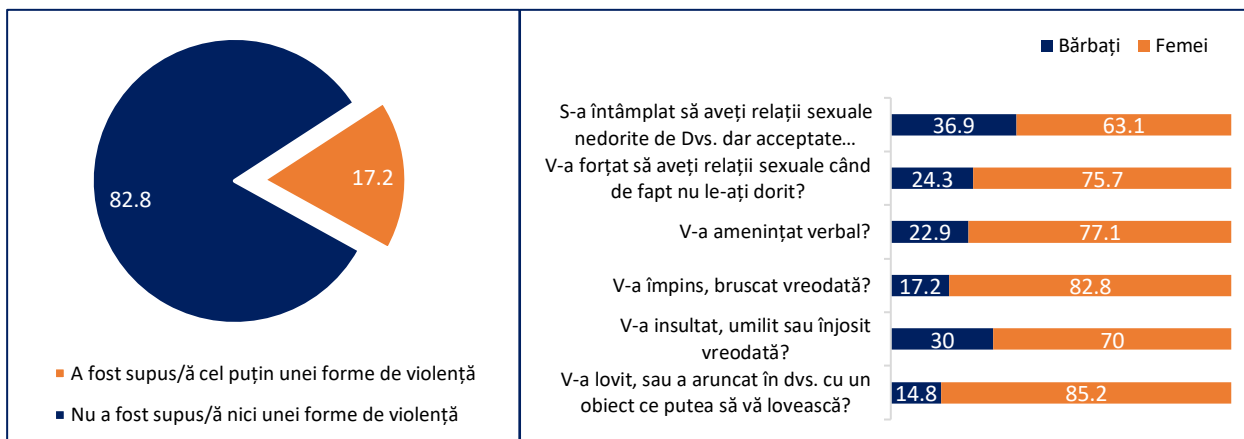 82.8
17.2
A fost supus/ă cel puțin unei forme de violență
Nu a fost supus/ă nici unei forme de violență
Bărbați Femei
S-a întâmplat să aveți relații sexuale
nedorite de Dvs. dar acceptate…
36.9 63.1
V-a forțat să aveți relații sexuale când
de fapt nu le-ați dorit?
24.3 75.7
V-a amenințat verbal?
22.9 77.1
V-a împins, bruscat vreodată?
17.2 82.8
V-a insultat, umilit sau înjosit
vreodată?
30 70
V-a lovit, sau a aruncat în dvs. cu un
obiect ce putea să vă lovească?
14.8 85.2